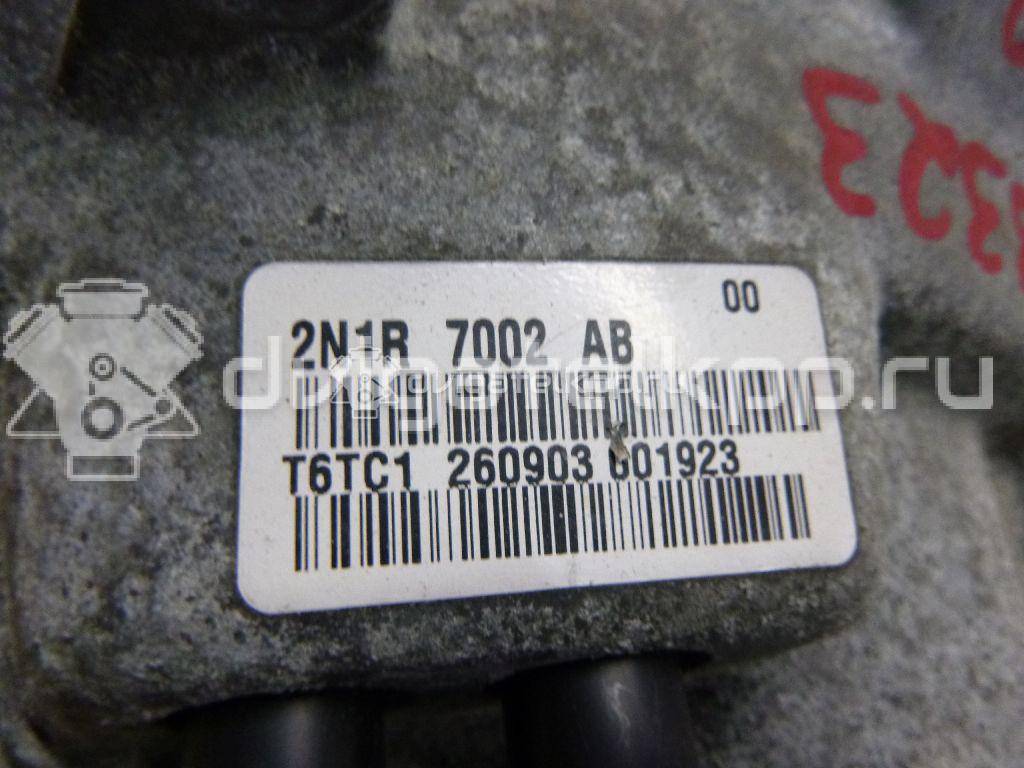 00
2N1R 7002 AB
T6TC1 260903 001923
dvigatelkoo.ru